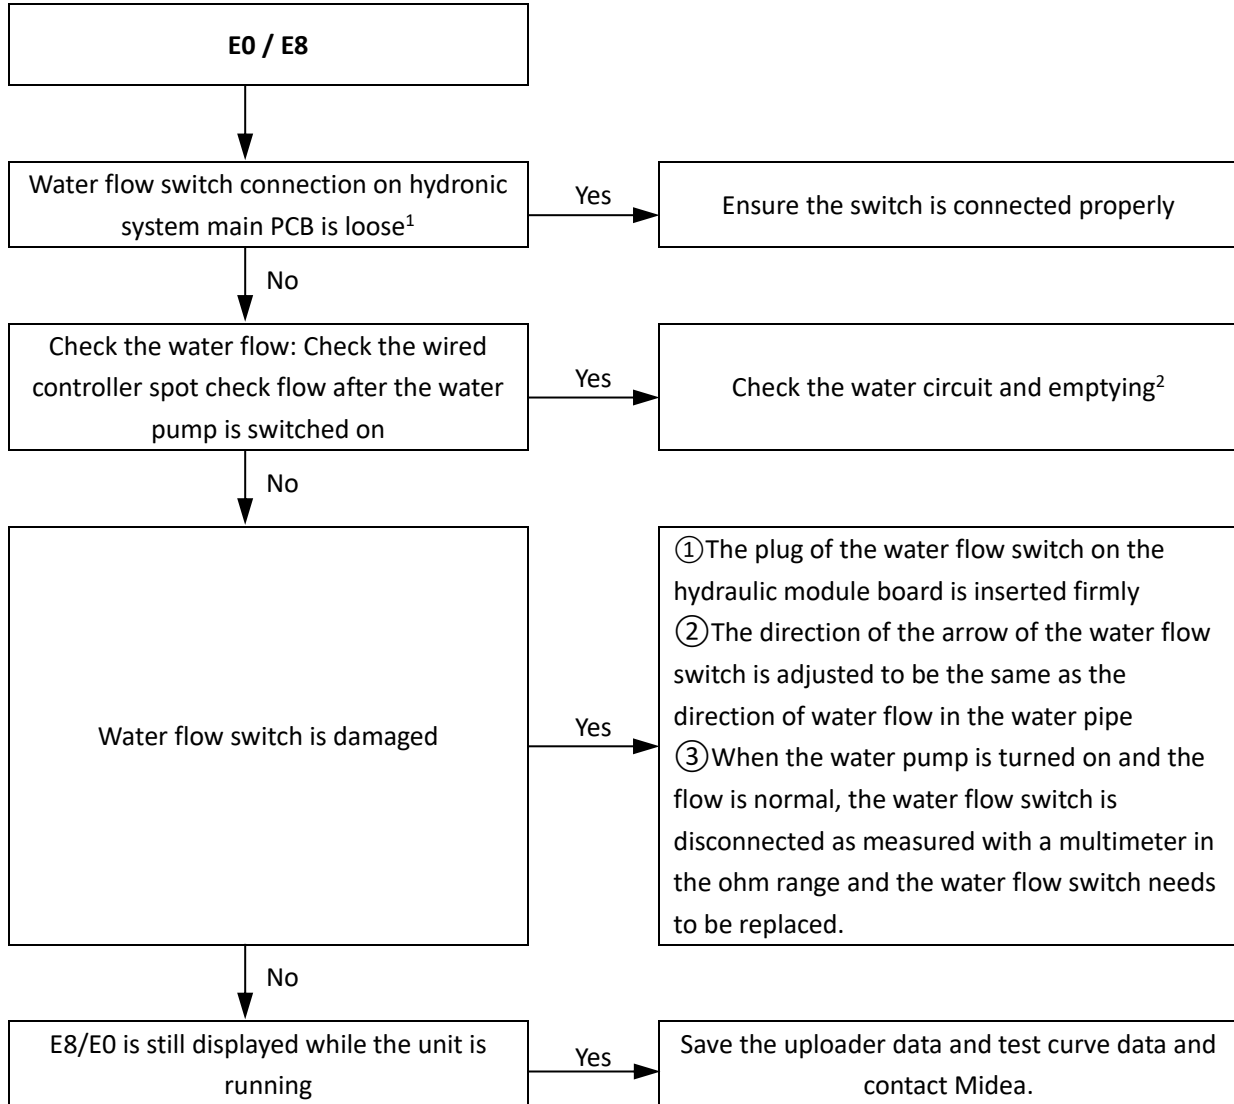 E0 / E8
Water flow switch connection on hydronic
system main PCB is loose¹
Yes
Ensure the switch is connected properly
No
Check the water flow: Check the wired
controller spot check flow after the water
pump is switched on
Yes
Check the water circuit and emptying²
No
Water flow switch is damaged
Yes
①The plug of the water flow switch on the
hydraulic module board is inserted firmly
②The direction of the arrow of the water flow
switch is adjusted to be the same as the
direction of water flow in the water pipe
③When the water pump is turned on and the
flow is normal, the water flow switch is
disconnected as measured with a multimeter in
the ohm range and the water flow switch needs
to be replaced.
No
E8/E0 is still displayed while the unit is
running
Yes
Save the uploader data and test curve data and
contact Midea.